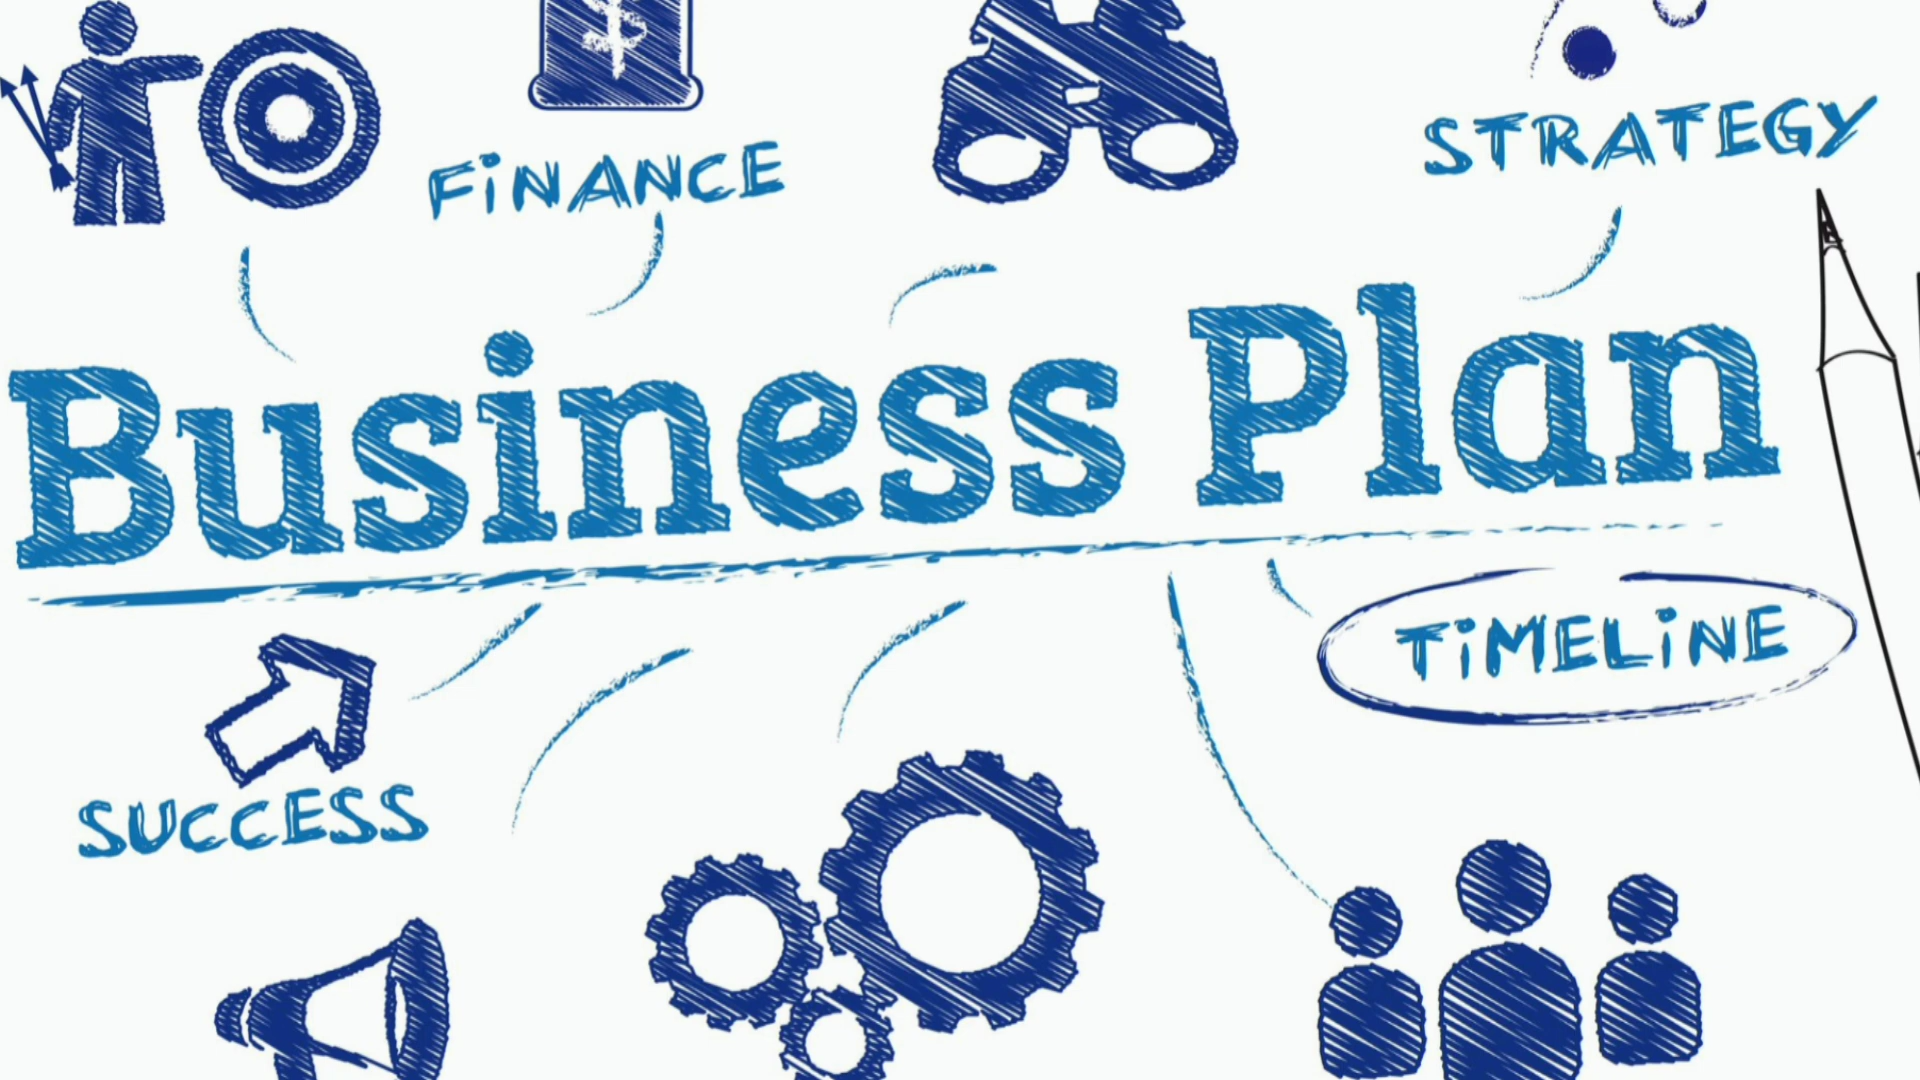 FiNANCE
STRATEGY
Business Plan
TiMELiNE
SUCCESS